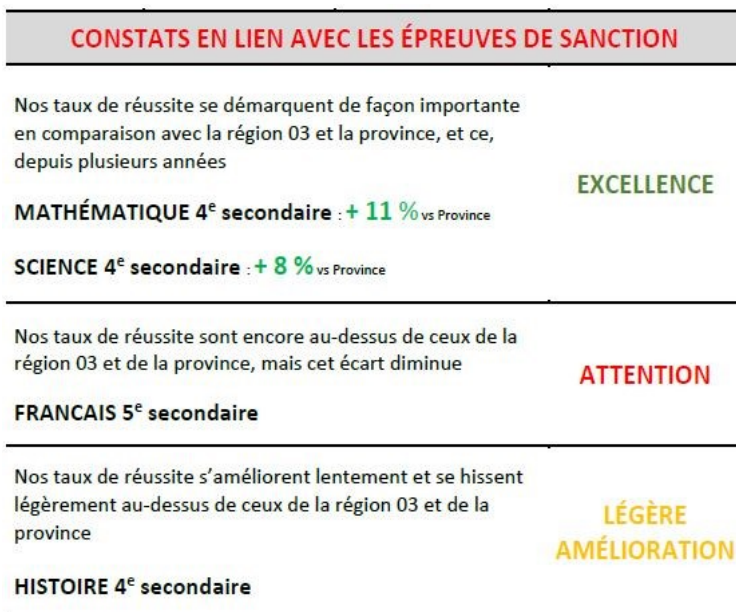 CONSTATS EN LIEN AVEC LES ÉPREUVES DE SANCTION
Nos taux de réussite se démarquent de façon importante
en comparaison avec la région 03 et la province, et ce,
depuis plusieurs années
MATHÉMATIQUE 4e secondaire : + 11 % vs Province
SCIENCE 4e secondaire : + 8 % vs Province
EXCELLENCE
Nos taux de réussite sont encore au-dessus de ceux de la
région 03 et de la province, mais cet écart diminue
FRANCAIS 5e secondaire
ATTENTION
Nos taux de réussite s’améliorent lentement et se hissent
légèrement au-dessus de ceux de la région 03 et de la
province
HISTOIRE 4e secondaire
LÉGÈRE
AMÉLIORATION